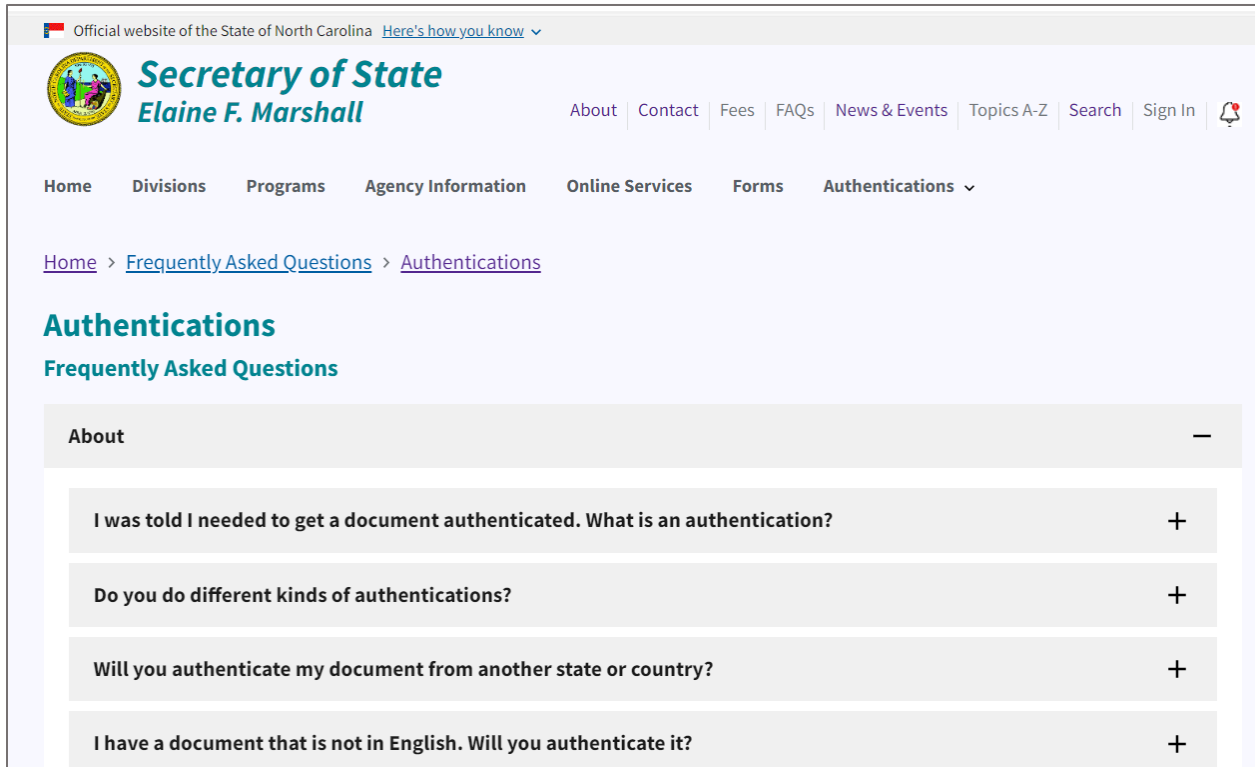 Official website of the State of North Carolina Here's how you know
Secretary of State
Elaine F. Marshall
About Contact Fees FAQs News & Events Topics A-Z Search Sign In
Home Divisions Programs Agency Information Online Services Forms Authentications
Home > Frequently Asked Questions > Authentications
Authentications
Frequently Asked Questions
About
I was told I needed to get a document authenticated. What is an authentication?
Do you do different kinds of authentications?
Will you authenticate my document from another state or country?
I have a document that is not in English. Will you authenticate it?